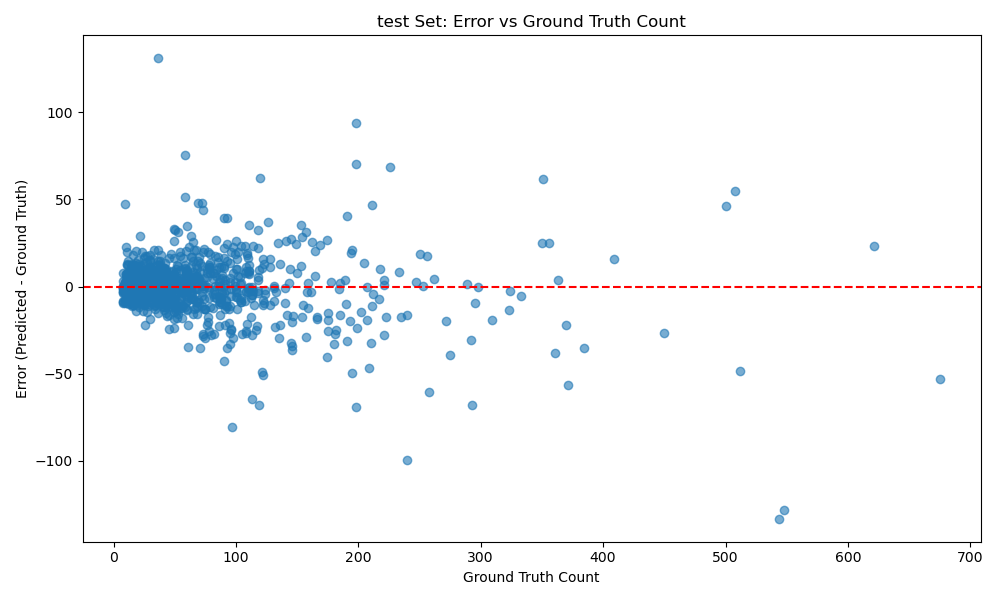 test Set: Error vs Ground Truth Count
Error (Predicted - Ground Truth)
100
50
0
−50
−100
0 100 200 300 400 500 600 700
Ground Truth Count